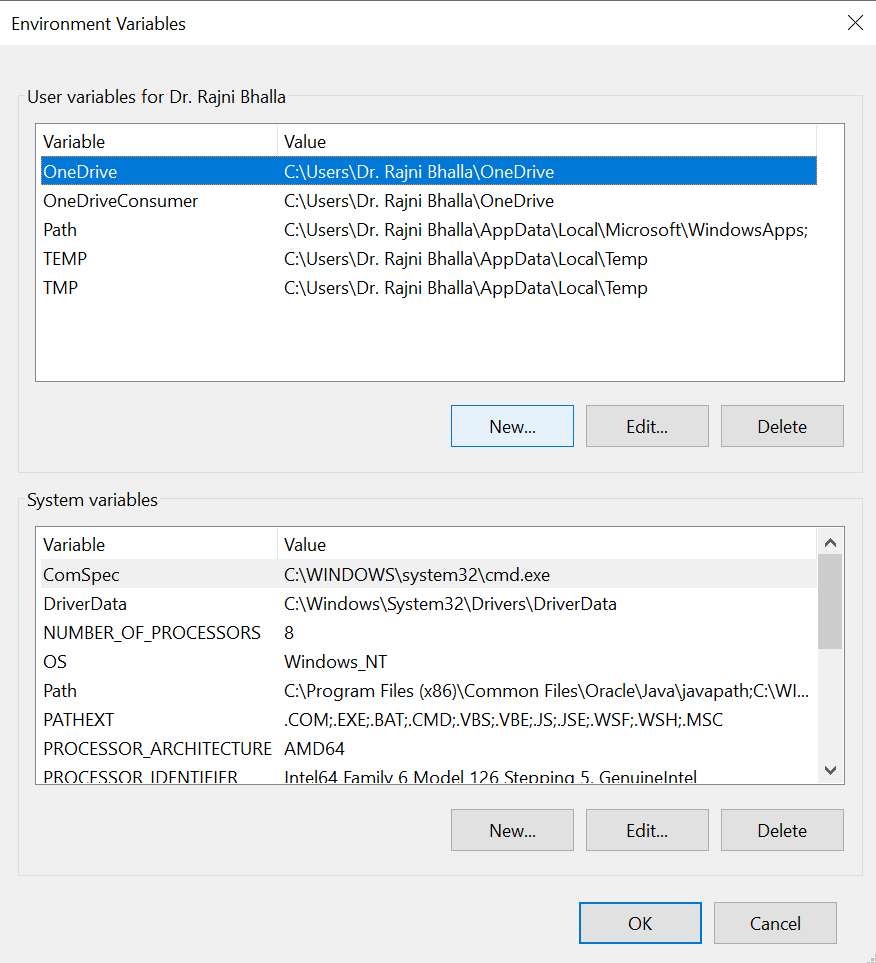 Environment Variables
User variables for Dr. Rajni Bhalla
Variable Value
OneDrive C:\Users\Dr. Rajni Bhalla\OneDrive
OneDriveConsumer C:\Users\Dr. Rajni Bhalla\OneDrive
Path C:\Users\Dr. Rajni Bhalla\AppData\Local\Microsoft\WindowsApps;
TEMP C:\Users\Dr. Rajni Bhalla\AppData\Local\Temp
TMP C:\Users\Dr. Rajni Bhalla\AppData\Local\Temp
New... Edit... Delete
System variables
Variable Value
ComSpec C:\WINDOWS\system32\cmd.exe
DriverData C:\Windows\System32\Drivers\DriverData
NUMBER_OF_PROCESSORS 8
OS Windows_NT
Path C:\Program Files (x86)\Common Files\Oracle\Java\javapath;C:\WI...
PATHEXT .COM;.EXE;.BAT;.CMD;.VBS;.VBE;.JS;.JSE;.WSF;.WSH;.MSC
PROCESSOR_ARCHITECTURE AMD64
PROCESSOR_IDENTIFIER Intel64 Family 6 Model 126 Stepping 5, GenuineIntel
New... Edit... Delete
OK Cancel